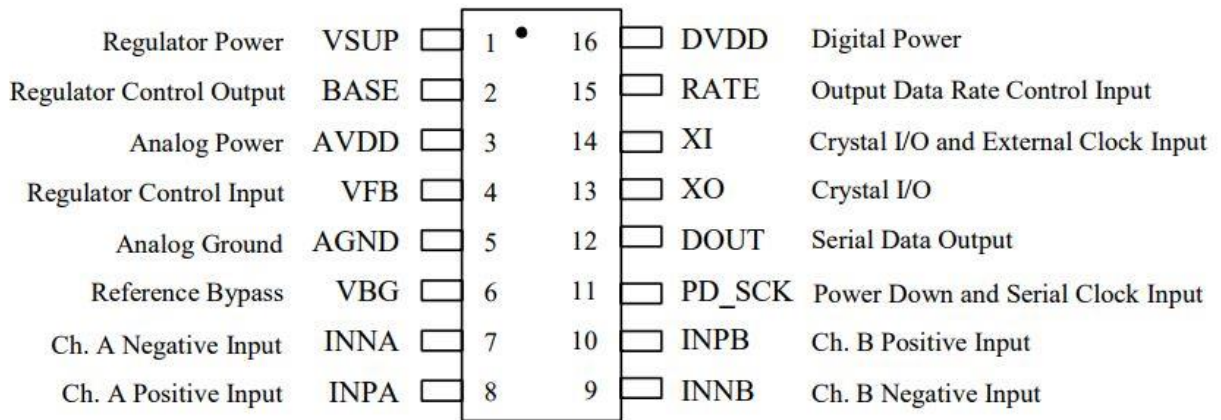 Regulator Power VSUP 1 16 DVDD Digital Power
Regulator Control Output BASE 2 15 RATE Output Data Rate Control Input
Analog Power AVDD 3 14 XI Crystal I/O and External Clock Input
Regulator Control Input VFB 4 13 XO Crystal I/O
Analog Ground AGND 5 12 DOUT Serial Data Output
Reference Bypass VBG 6 11 PD_SCK Power Down and Serial Clock Input
Ch. A Negative Input INNA 7 10 INPB Ch. B Positive Input
Ch. A Positive Input INPA 8 9 INNB Ch. B Negative Input